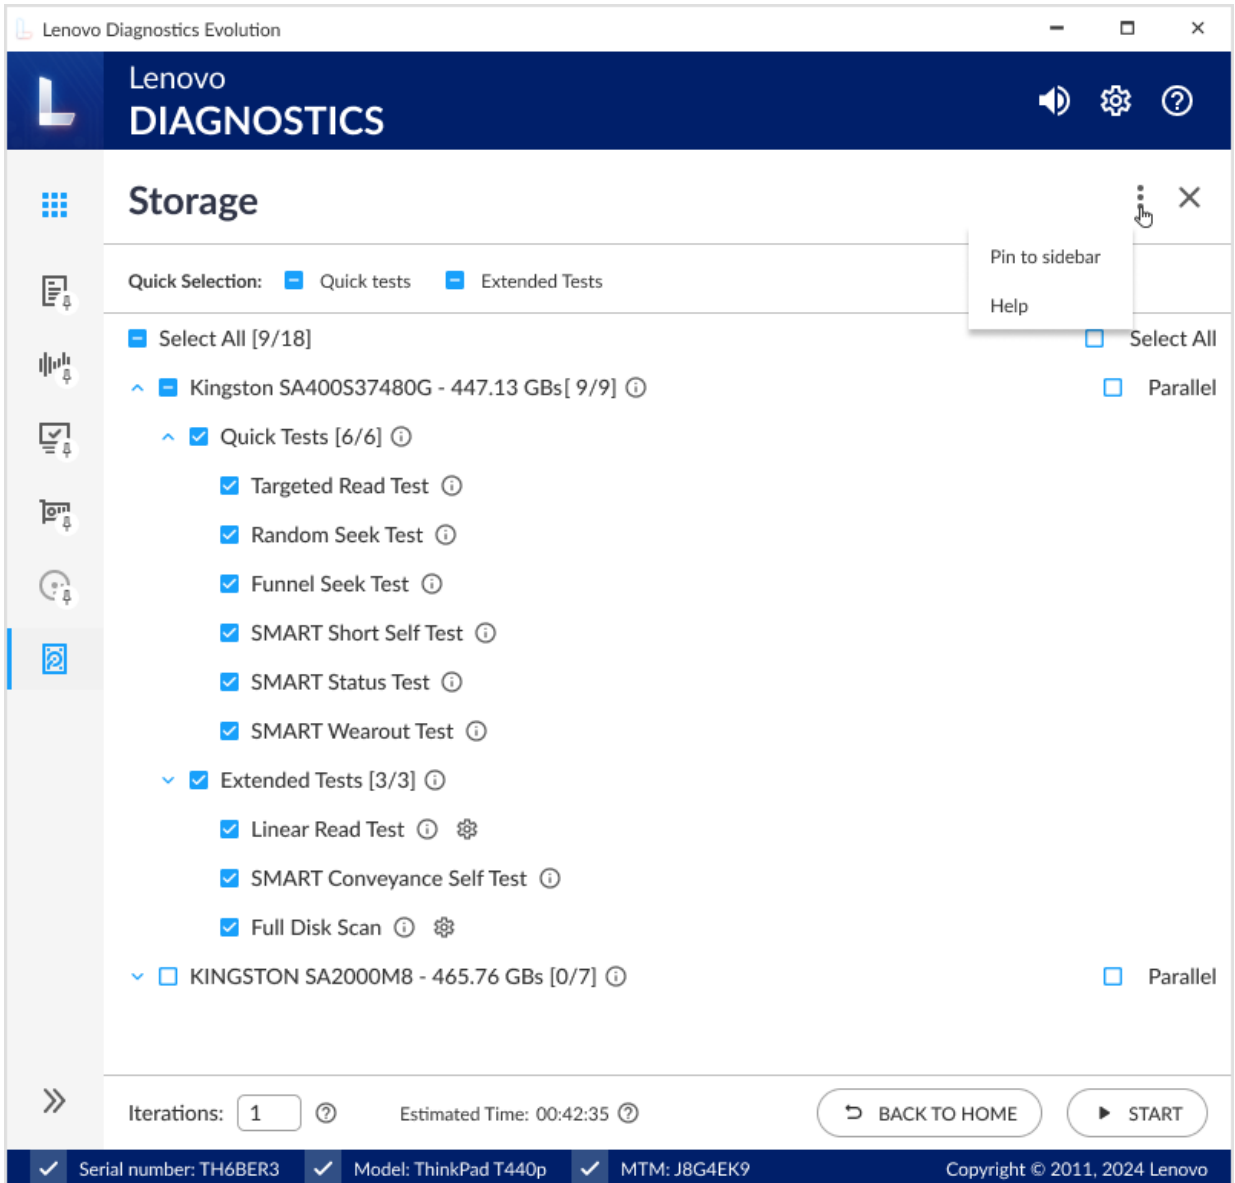 Lenovo Diagnostics Evolution
Lenovo
DIAGNOSTICS
Storage
Pin to sidebar
Help
Quick Selection: Quick tests Extended Tests
Select All [9/18] Select All
Kingston SA400S37480G - 447.13 GBs[ 9/9] Parallel
Quick Tests [6/6]
Targeted Read Test
Random Seek Test
Funnel Seek Test
SMART Short Self Test
SMART Status Test
SMART Wearout Test
Extended Tests [3/3]
Linear Read Test
SMART Conveyance Self Test
Full Disk Scan
KINGSTON SA2000M8 - 465.76 GBs [0/7] Parallel
Iterations: 1 Estimated Time: 00:42:35 BACK TO HOME START
Serial number: TH6BER3 Model: ThinkPad T440p MTM: J8G4EK9 Copyright © 2011, 2024 Lenovo